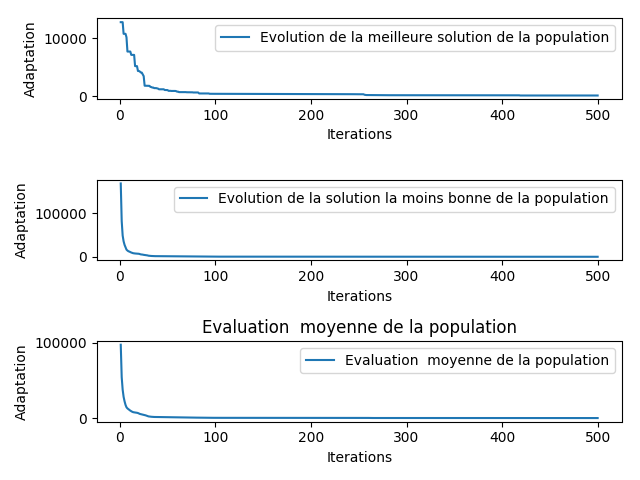 10000
0
Adaptation
Evolution de la meilleure solution de la population
0 100 200 300 400 500
Iterations
100000
0
Adaptation
Evolution de la solution la moins bonne de la population
0 100 200 300 400 500
Iterations
Evaluation  moyenne de la population
100000
0
Adaptation
Evaluation  moyenne de la population
0 100 200 300 400 500
Iterations